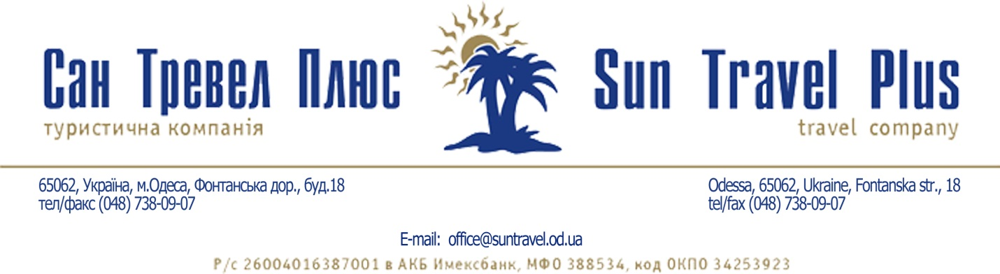 Сан Тревел Плюс
туристична компанія
Sun Travel Plus
travel company
65062, Україна, м.Одеса, Фонтанська дор., буд.18
тел/факс (048) 738-09-07
Odessa, 65062, Ukraine, Fontanska str., 18
tel/fax (048) 738-09-07
E-mail: office@suntravel.od.ua
Р/с 26004016387001 в АКБ Имексбанк, МФО 388534, код ОКПО 34253923